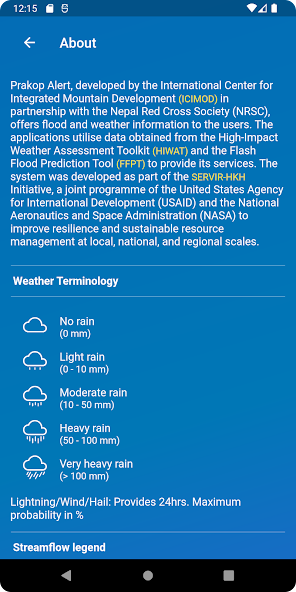 12:15
About
Prakop Alert, developed by the International Center for
Integrated Mountain Development (ICIMOD) in
partnership with the Nepal Red Cross Society (NRSC),
offers flood and weather information to the users. The
applications utilise data obtained from the High-Impact
Weather Assessment Toolkit (HIWAT) and the Flash
Flood Prediction Tool (FFPT) to provide its services. The
system was developed as part of the SERVIR-HKH
Initiative, a joint programme of the United States Agency
for International Development (USAID) and the National
Aeronautics and Space Administration (NASA) to
improve resilience and sustainable resource
management at local, national, and regional scales.
Weather Terminology
No rain
(0 mm)
Light rain
(0 - 10 mm)
Moderate rain
(10 - 50 mm)
Heavy rain
(50 - 100 mm)
Very heavy rain
(> 100 mm)
Lightning/Wind/Hail: Provides 24hrs. Maximum
probability in %
Streamflow legend